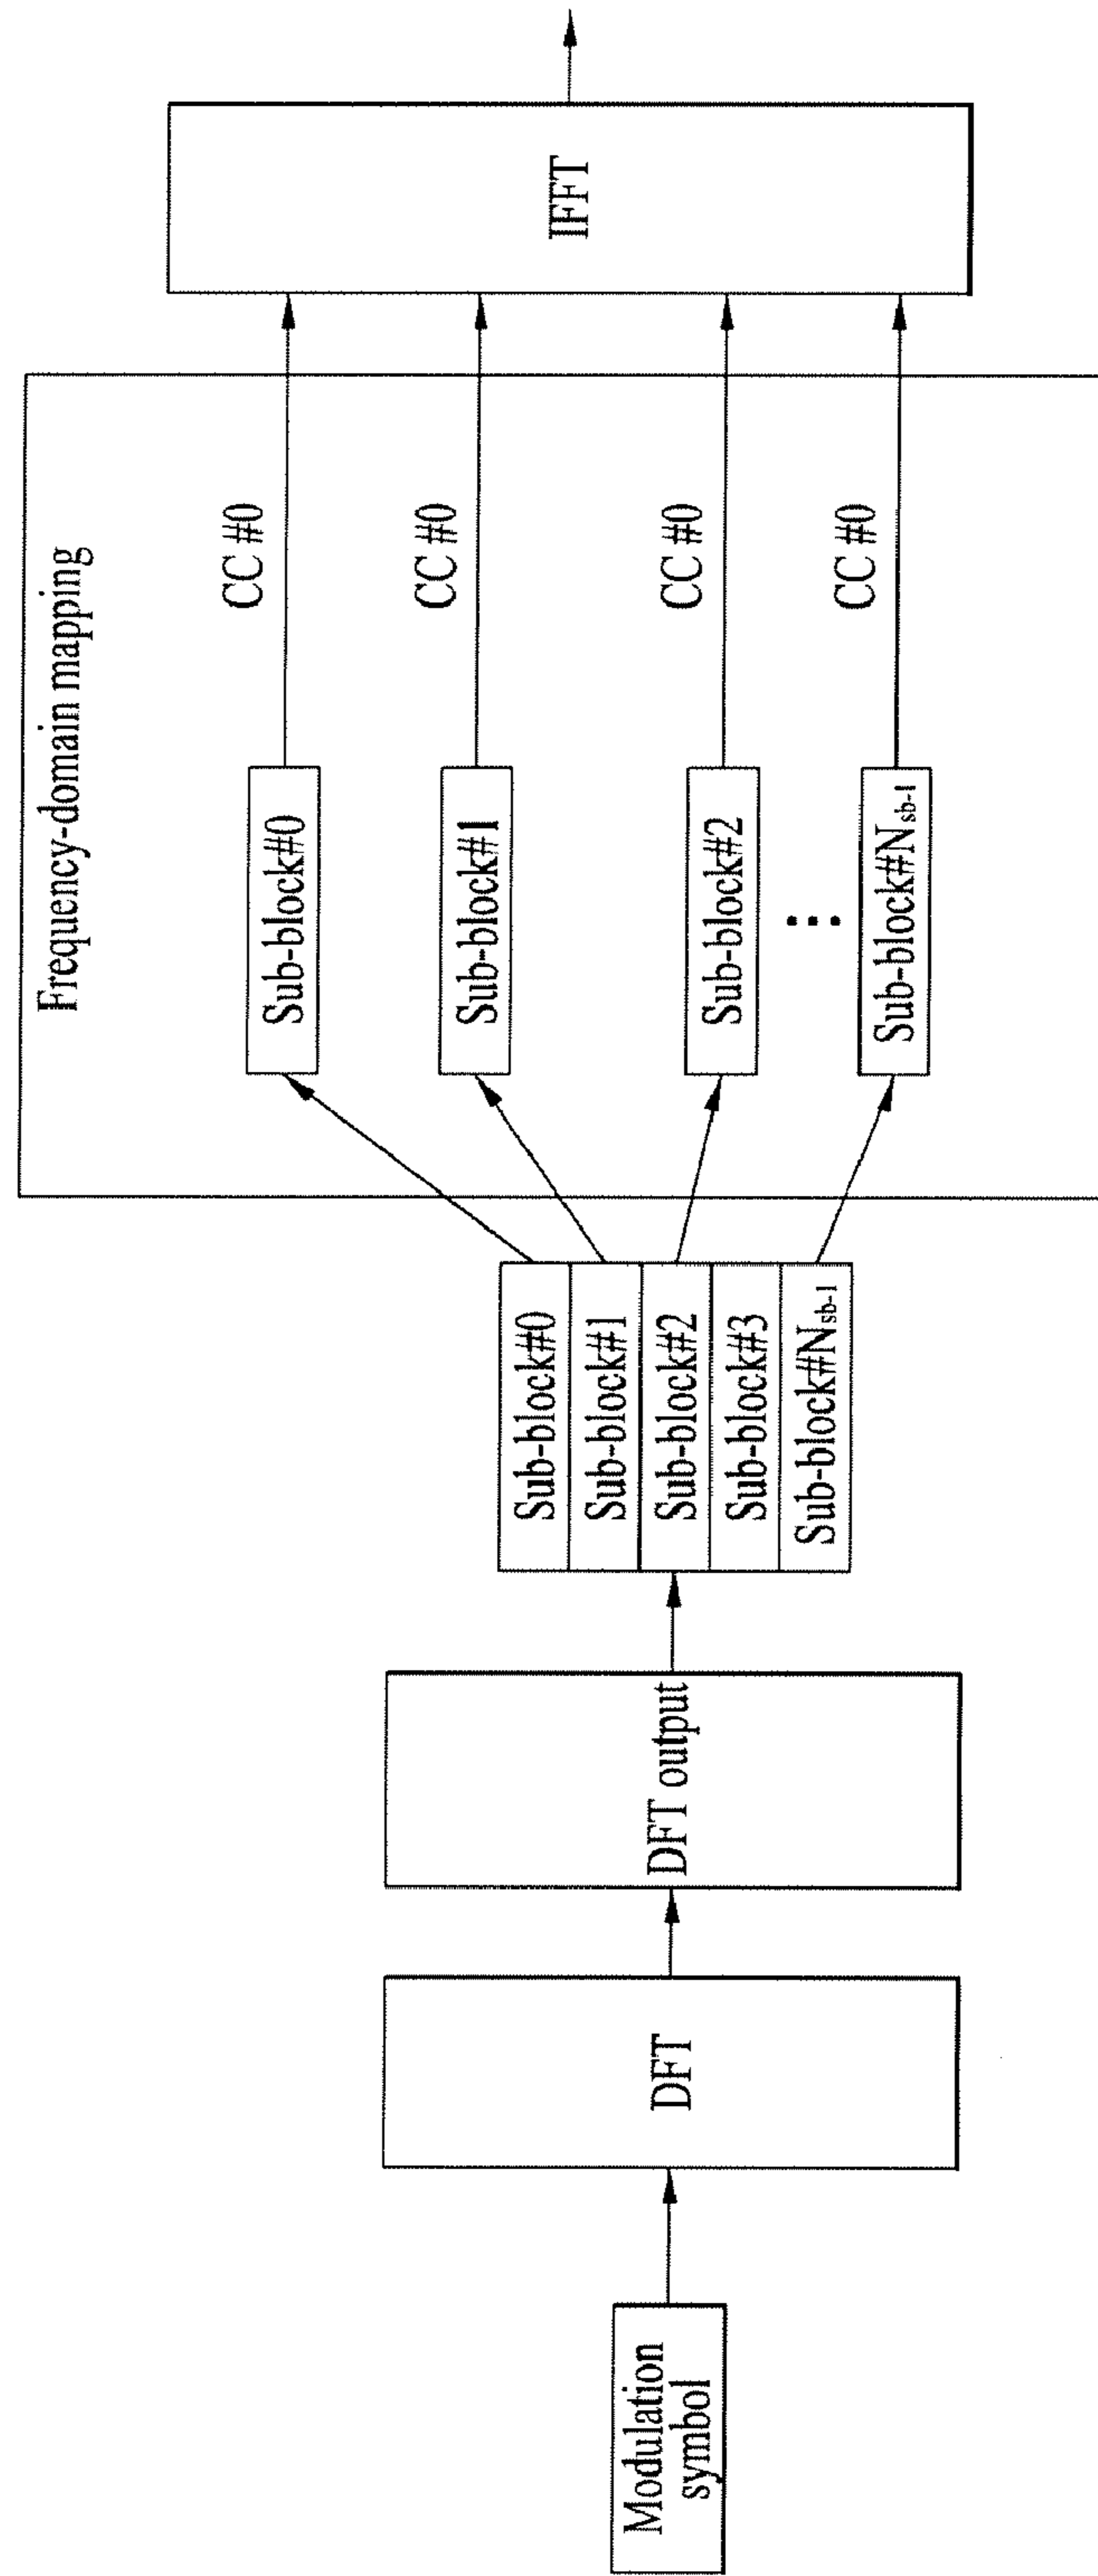 Modulation
symbol
DFT
DFT output
Sub-block#0
Sub-block#1
Sub-block#2
Sub-block#3
Sub-block#Nsb-1
Frequency-domain mapping
Sub-block#0
CC #0
Sub-block#1
CC #0
Sub-block#2
CC #0
...
Sub-block#Nsb-1
CC #0
IFFT